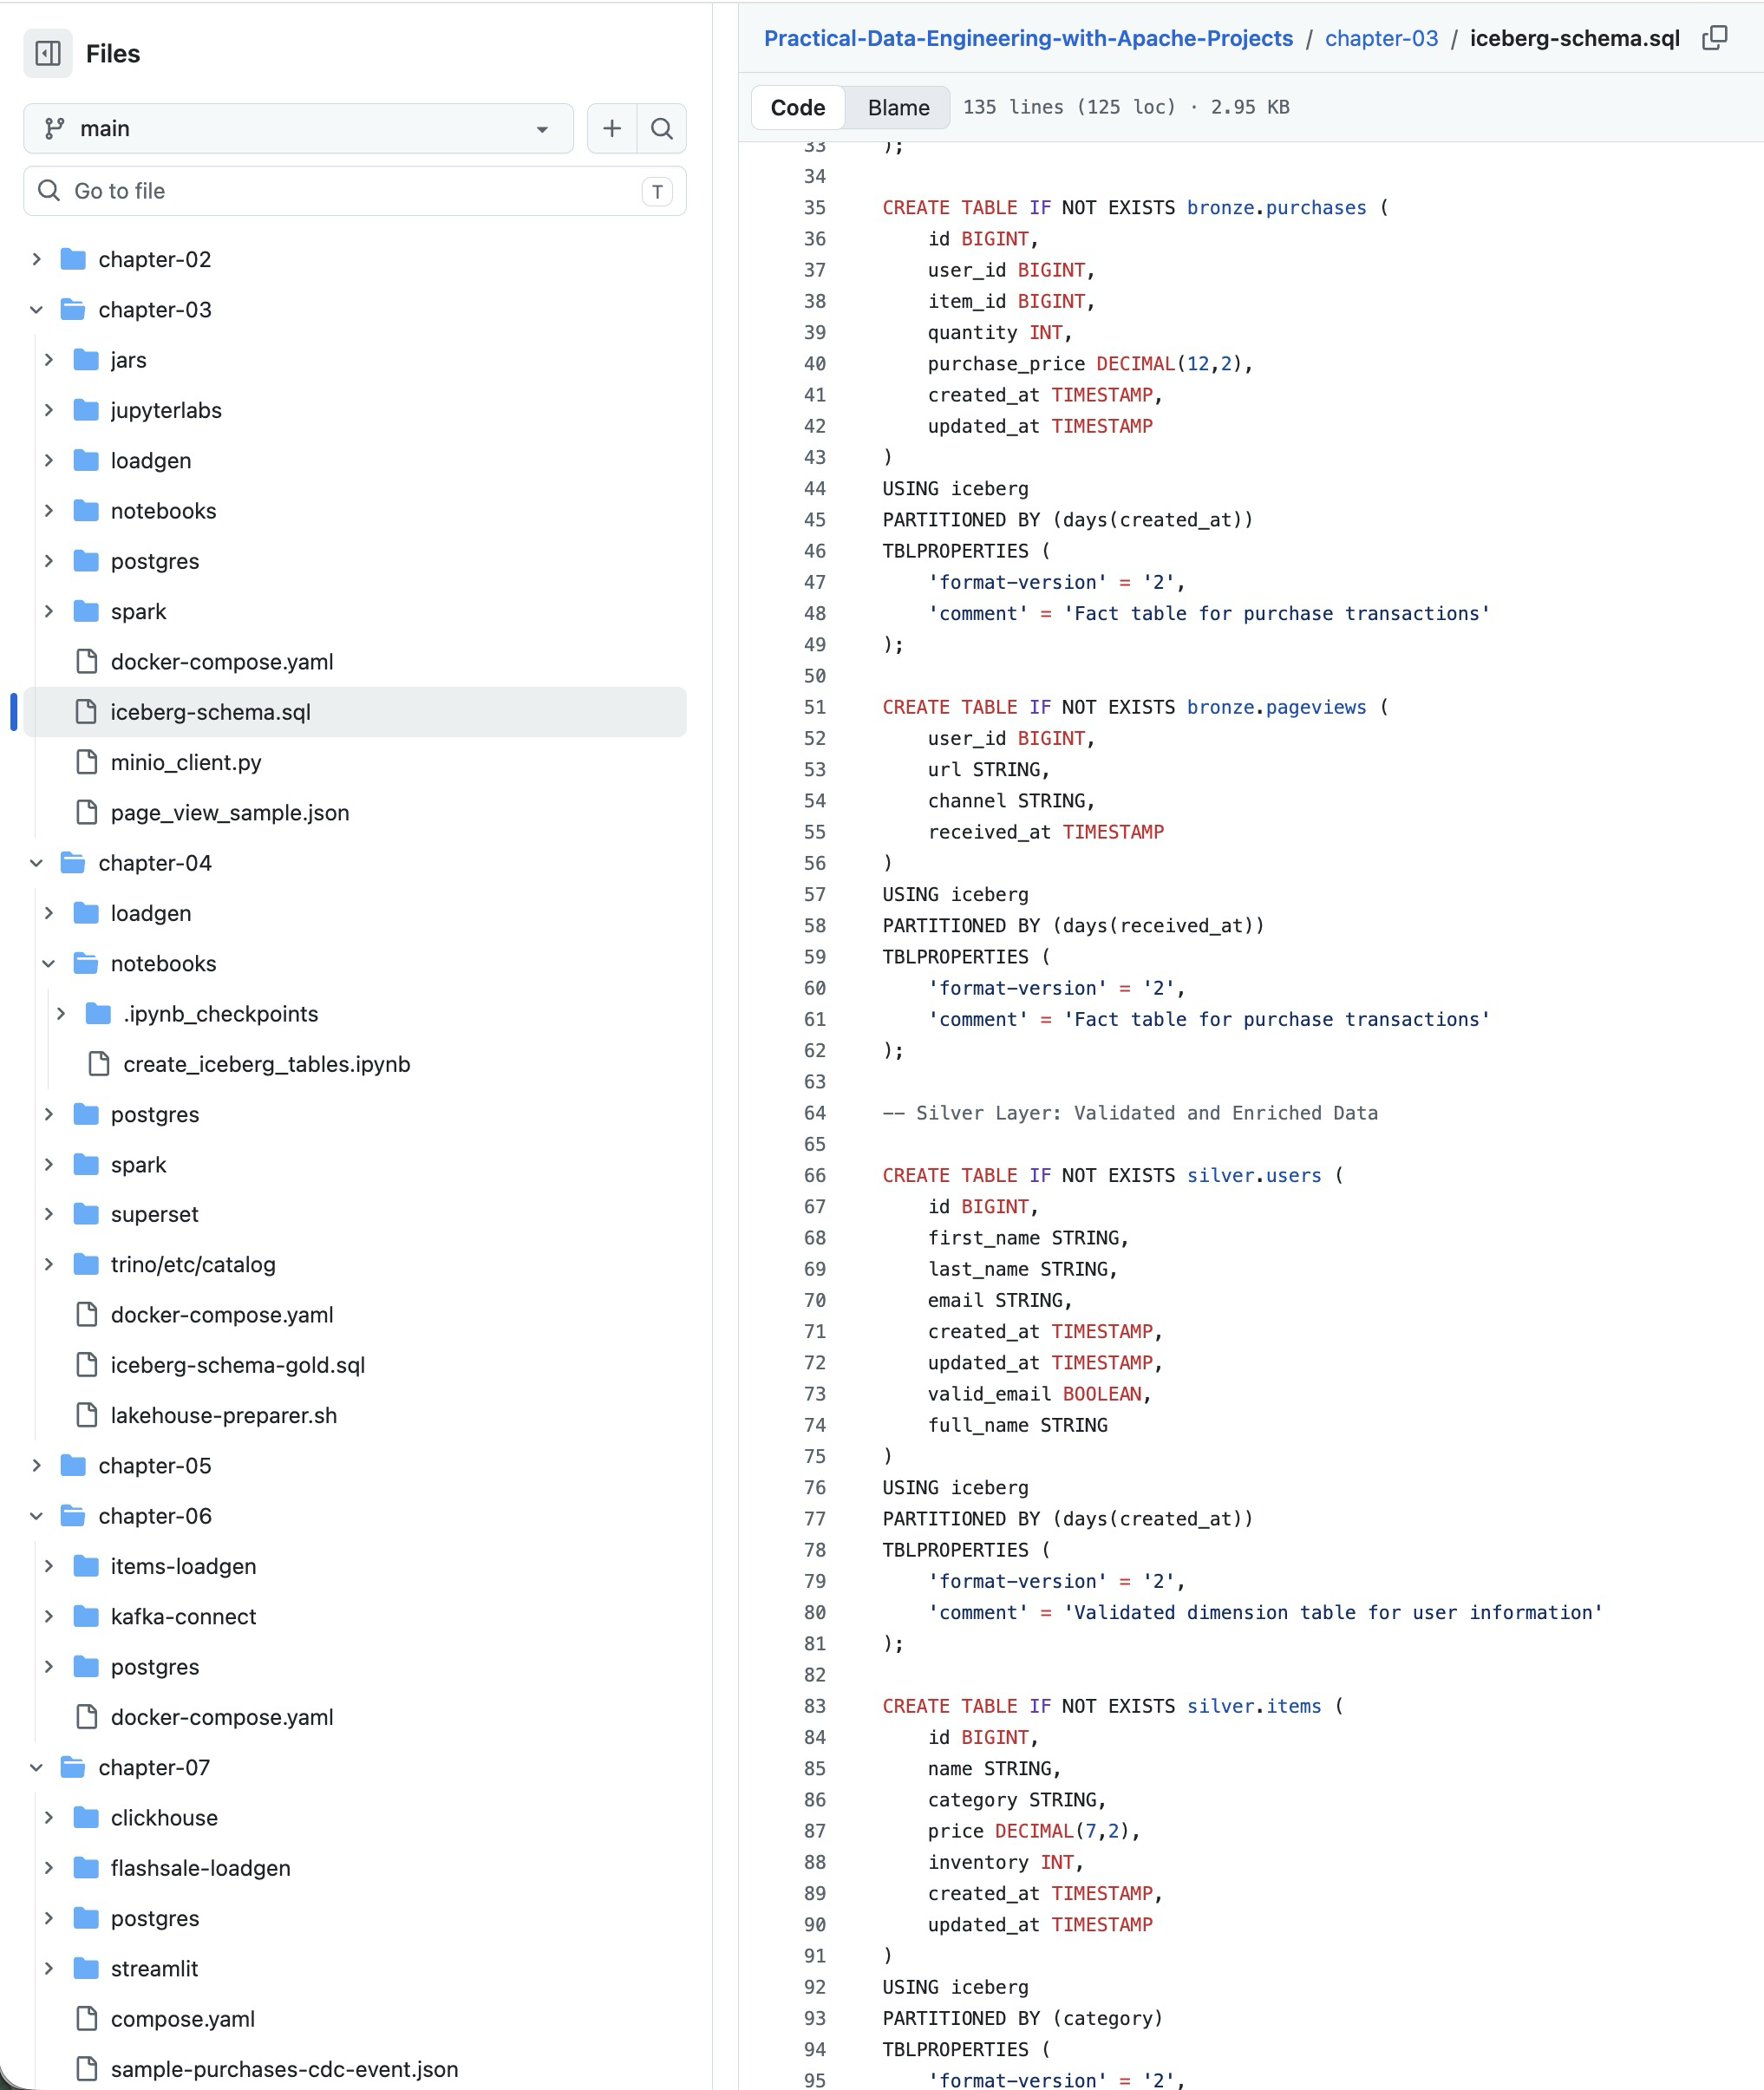 Files
main
Go to file
T
chapter-02
chapter-03
jars
jupyterlabs
loadgen
notebooks
postgres
spark
docker-compose.yaml
iceberg-schema.sql
minio_client.py
page_view_sample.json
chapter-04
loadgen
notebooks
.ipynb_checkpoints
create_iceberg_tables.ipynb
postgres
spark
superset
trino/etc/catalog
docker-compose.yaml
iceberg-schema-gold.sql
lakehouse-preparer.sh
chapter-05
chapter-06
items-loadgen
kafka-connect
postgres
docker-compose.yaml
chapter-07
clickhouse
flashsale-loadgen
postgres
streamlit
compose.yaml
sample-purchases-cdc-event.json
Practical-Data-Engineering-with-Apache-Projects / chapter-03 / iceberg-schema.sql
Code Blame 135 lines (125 loc) · 2.95 KB
33 );
34
35 CREATE TABLE IF NOT EXISTS bronze.purchases (
36 id BIGINT,
37 user_id BIGINT,
38 item_id BIGINT,
39 quantity INT,
40 purchase_price DECIMAL(12,2),
41 created_at TIMESTAMP,
42 updated_at TIMESTAMP
43 )
44 USING iceberg
45 PARTITIONED BY (days(created_at))
46 TBLPROPERTIES (
47 'format-version' = '2',
48 'comment' = 'Fact table for purchase transactions'
49 );
50
51 CREATE TABLE IF NOT EXISTS bronze.pageviews (
52 user_id BIGINT,
53 url STRING,
54 channel STRING,
55 received_at TIMESTAMP
56 )
57 USING iceberg
58 PARTITIONED BY (days(received_at))
59 TBLPROPERTIES (
60 'format-version' = '2',
61 'comment' = 'Fact table for purchase transactions'
62 );
63
64 -- Silver Layer: Validated and Enriched Data
65
66 CREATE TABLE IF NOT EXISTS silver.users (
67 id BIGINT,
68 first_name STRING,
69 last_name STRING,
70 email STRING,
71 created_at TIMESTAMP,
72 updated_at TIMESTAMP,
73 valid_email BOOLEAN,
74 full_name STRING
75 )
76 USING iceberg
77 PARTITIONED BY (days(created_at))
78 TBLPROPERTIES (
79 'format-version' = '2',
80 'comment' = 'Validated dimension table for user information'
81 );
82
83 CREATE TABLE IF NOT EXISTS silver.items (
84 id BIGINT,
85 name STRING,
86 category STRING,
87 price DECIMAL(7,2),
88 inventory INT,
89 created_at TIMESTAMP,
90 updated_at TIMESTAMP
91 )
92 USING iceberg
93 PARTITIONED BY (category)
94 TBLPROPERTIES (
95 'format-version' = '2',